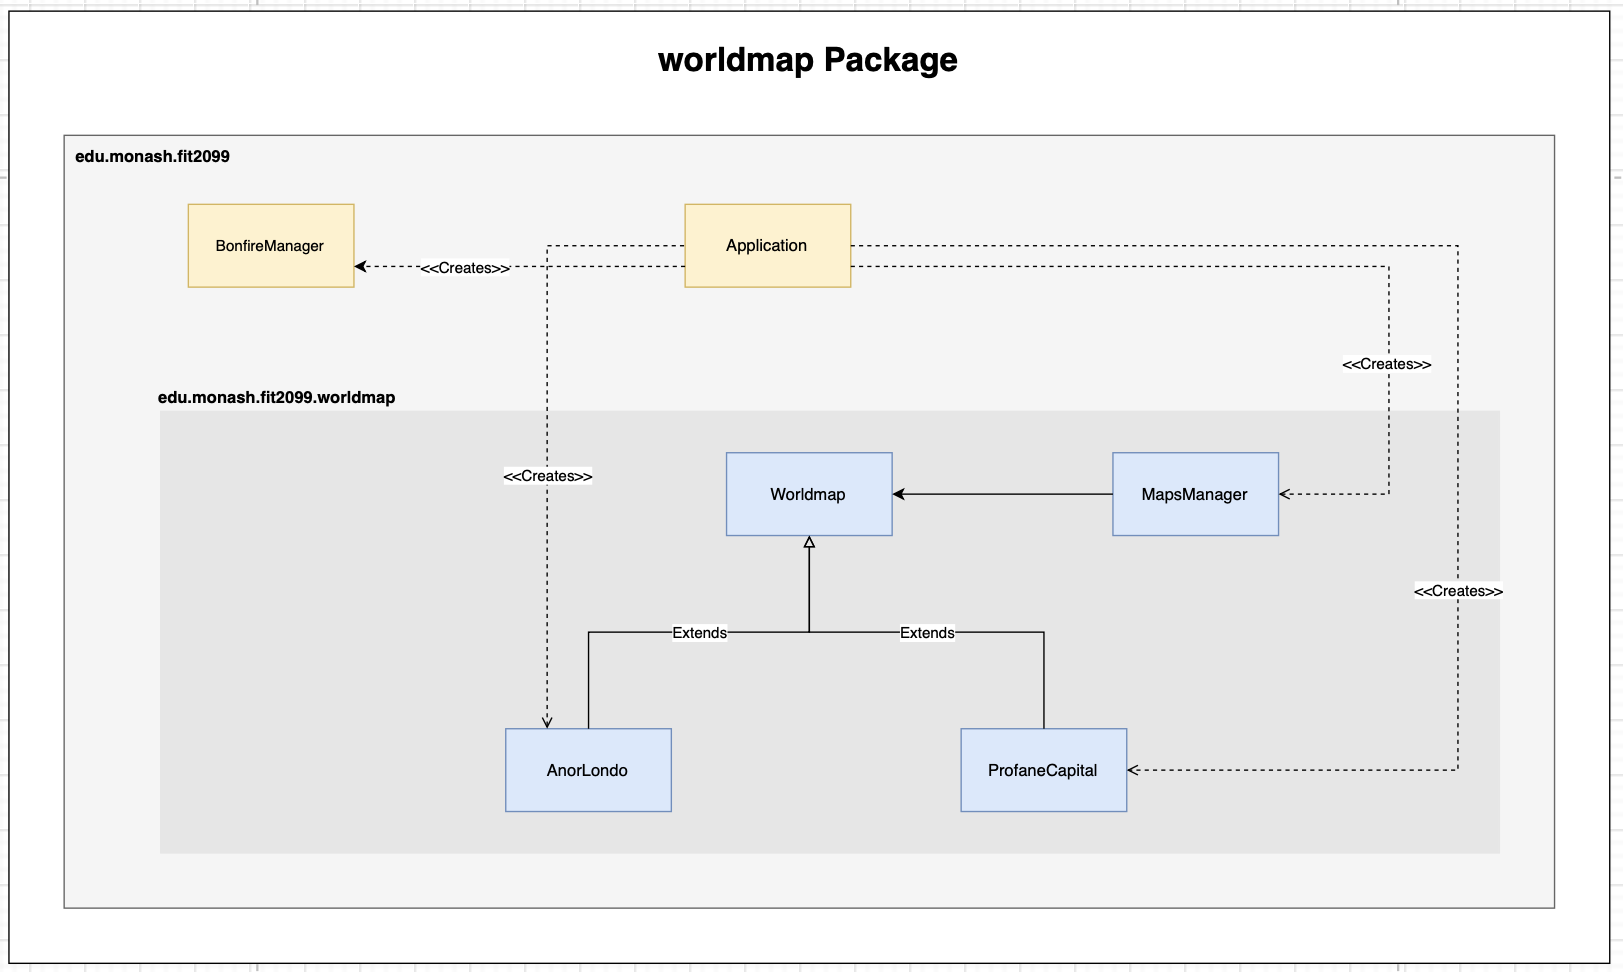 worldmap Package
edu.monash.fit2099
BonfireManager
Application
<<Creates>>
<<Creates>>
edu.monash.fit2099.worldmap
<<Creates>>
Worldmap
MapsManager
<<Creates>>
Extends
Extends
AnorLondo
ProfaneCapital